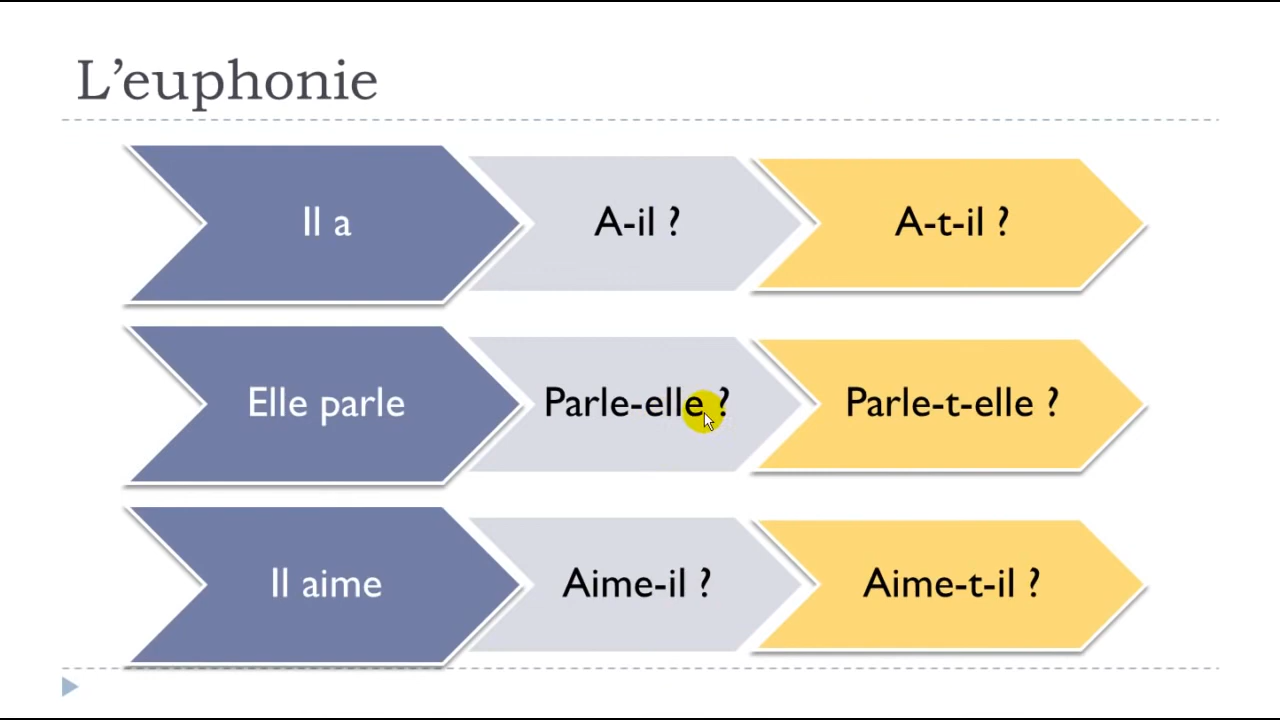 L’euphonie
Il a
A-il ?
A-t-il ?
Elle parle
Parle-elle ?
Parle-t-elle ?
Il aime
Aime-il ?
Aime-t-il ?